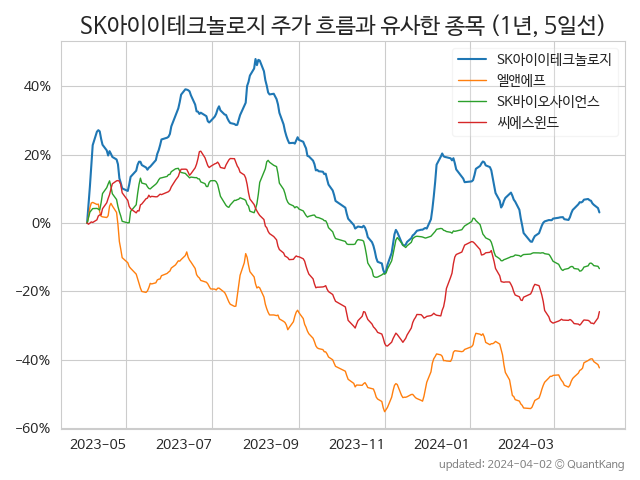 SK아이이테크놀로지 주가 흐름과 유사한 종목 (1년, 5일선)
SK아이이테크놀로지
엘앤에프
SK바이오사이언스
씨에스윈드
40%
20%
0%
−20%
−40%
−60%
2023-05 2023-07 2023-09 2023-11 2024-01 2024-03
updated: 2024-04-02 © QuantKang